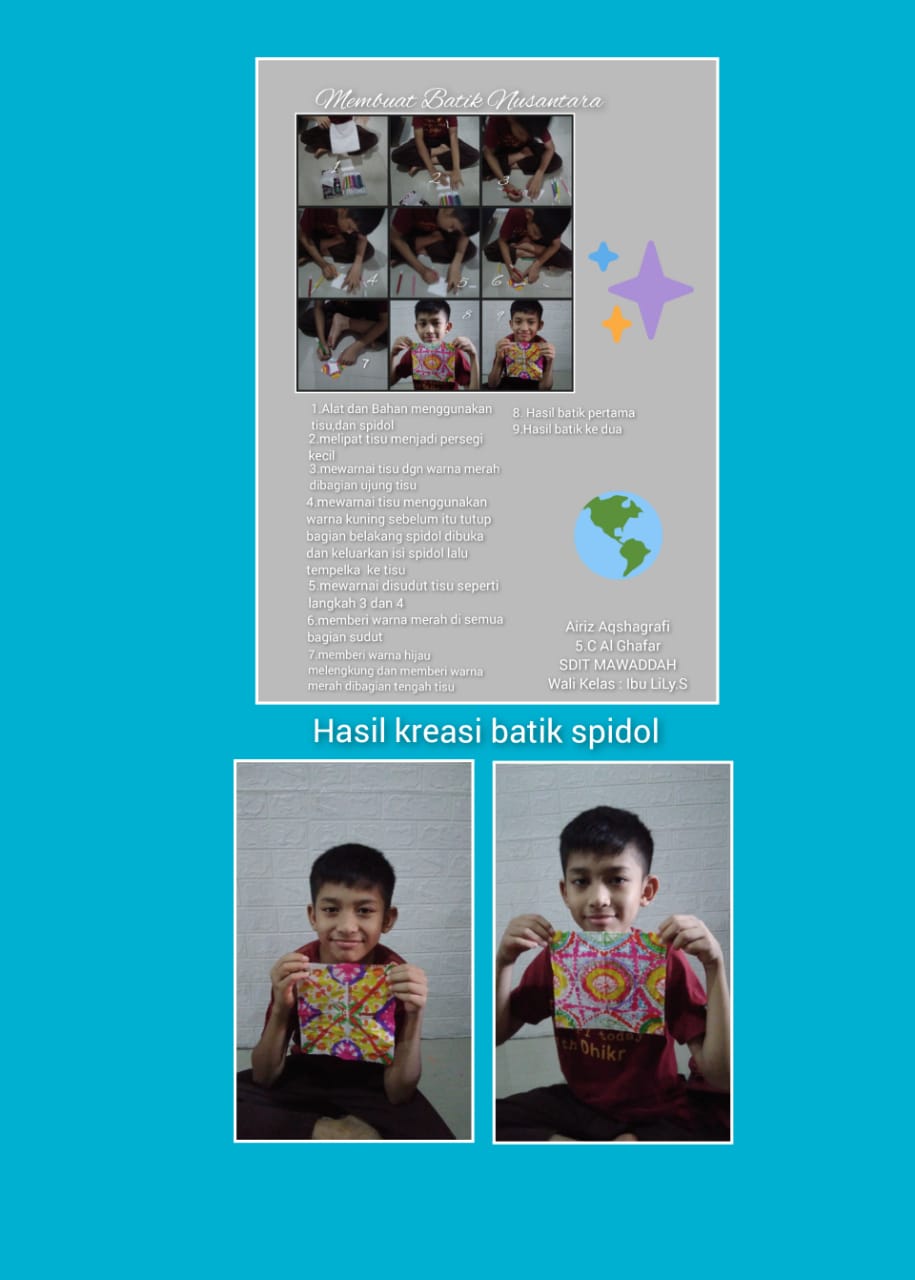 Membuat Batik Nusantara
1
2
3
4
5
6
7
8
9
1.Alat dan Bahan menggunakan
tisu,dan spidol
2.melipat tisu menjadi persegi
kecil
3.mewarnai tisu dgn warna merah
dibagian ujung tisu
4.mewarnai tisu menggunakan
warna kuning sebelum itu tutup
bagian belakang spidol dibuka
dan keluarkan isi spidol lalu
tempelka ke tisu
5.mewarnai disudut tisu seperti
langkah 3 dan 4
6.memberi warna merah di semua
bagian sudut
7.memberi warna hijau
melengkung dan memberi warna
merah dibagian tengah tisu
8. Hasil batik pertama
9.Hasil batik ke dua
Airiz Aqshagrafi
5.C Al Ghafar
SDIT MAWADDAH
Wali Kelas : Ibu LiLy.S
Hasil kreasi batik spidol
today
Dhikr